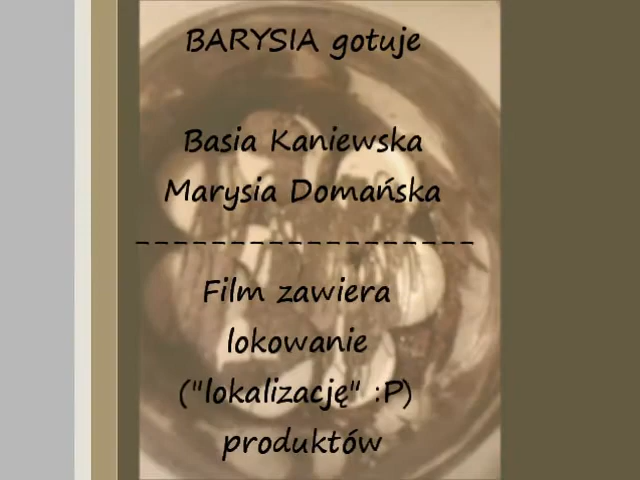 BARYSIA gotuje
Basia Kaniewska
Marysia Domańska
------------------
Film zawiera
lokowanie
("lokalizację" :P)
produktów